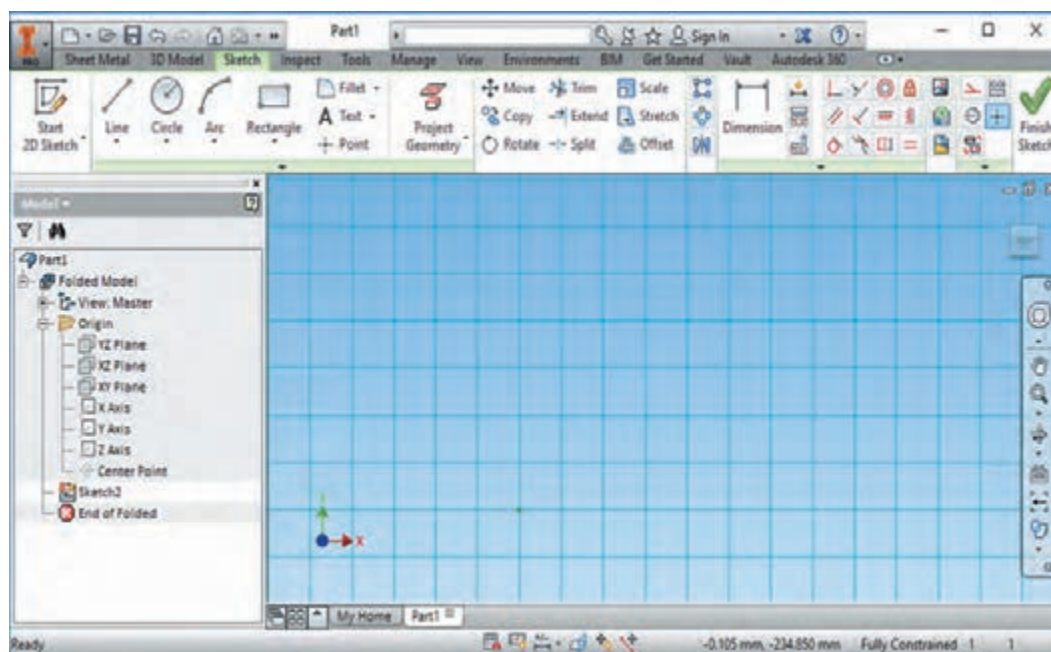 Part1
Sign In
PRO Sheet Metal 3D Model Sketch Inspect Tools Manage View Environments BIM Get Started Vault Autodesk 360
Start
2D Sketch
Line
Circle
Arc
Rectangle
Fillet
Text
Point
Project
Geometry
Move Trim Scale
Copy Extend Stretch
Rotate Split Offset
Dimension
Finish
Sketch
Model
Part1
Folded Model
View: Master
Origin
YZ Plane
XZ Plane
XY Plane
X Axis
Y Axis
Z Axis
Center Point
Sketch2
End of Folded
X
My Home Part1
Ready
-0.105 mm, -234.850 mm Fully Constrained 1 1